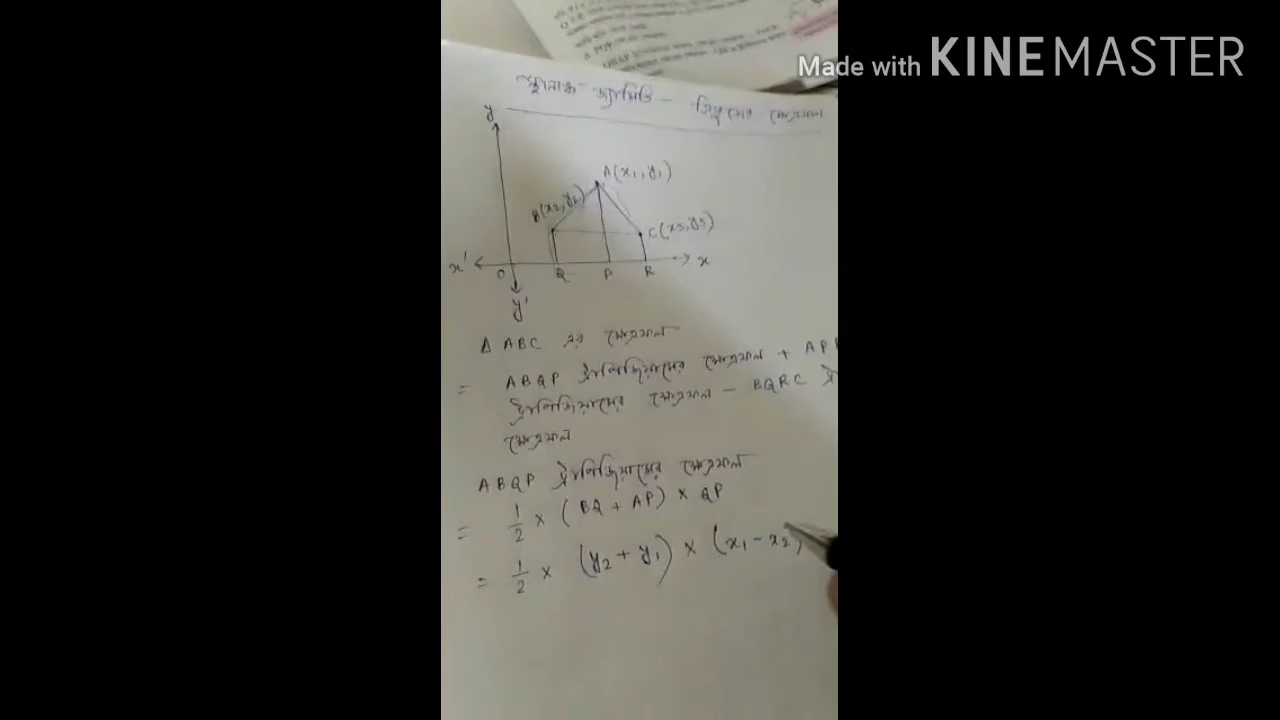 Made with KINEMASTER
স্থানাঙ্ক জ্যামিতি - ত্রিভুজের ক্ষেত্রফল
y
A(x₁, y₁)
B(x₂, y₂)
C(x₃, y₃)
x' O Q P R x
y'
Δ ABC এর ক্ষেত্রফল
= ABQP ট্রাপিজিয়ামের ক্ষেত্রফল + APR
ট্রাপিজিয়ামের ক্ষেত্রফল - BQRC ট্র
ক্ষেত্রফল
ABQP ট্রাপিজিয়ামের ক্ষেত্রফল
= 1/2 × (BQ + AP) × QP
= 1/2 × (y₂ + y₁) × (x₁ - x₂)